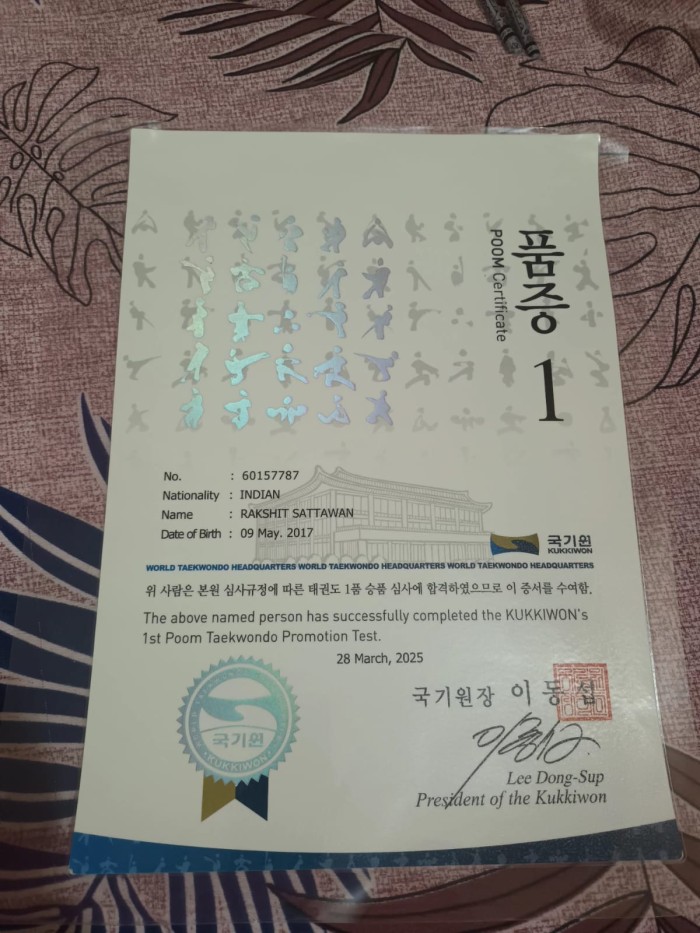 품증
POOM Certificate
1
No. : 60157787
Nationality : INDIAN
Name : RAKSHIT SATTAWAN
Date of Birth : 09 May. 2017
국기원
KUKKIWON
WORLD TAEKWONDO HEADQUARTERS WORLD TAEKWONDO HEADQUARTERS WORLD TAEKWONDO HEADQUARTERS
위 사람은 본원 심사규정에 따른 태권도 1품 승품 심사에 합격하였으므로 이 증서를 수여함.
The above named person has successfully completed the KUKKIWON's
1st Poom Taekwondo Promotion Test.
28 March, 2025
국기원장 이동섭
Lee Dong-Sup
President of the Kukkiwon
국기원
KUKKIWON